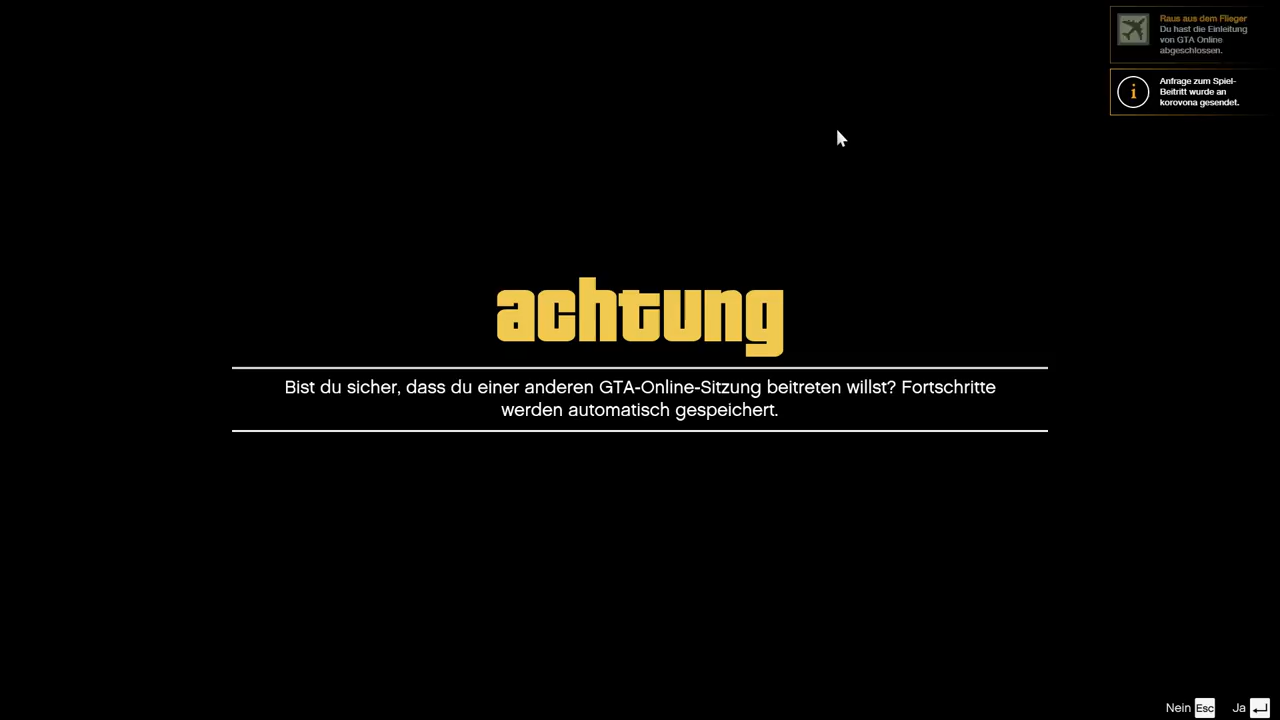 Raus aus dem Flieger
Du hast die Einleitung
von GTA Online
abgeschlossen.
Anfrage zum Spiel-
Beitritt wurde an
korovona gesendet.
achtung
Bist du sicher, dass du einer anderen GTA-Online-Sitzung beitreten willst? Fortschritte
werden automatisch gespeichert.
Nein Esc Ja